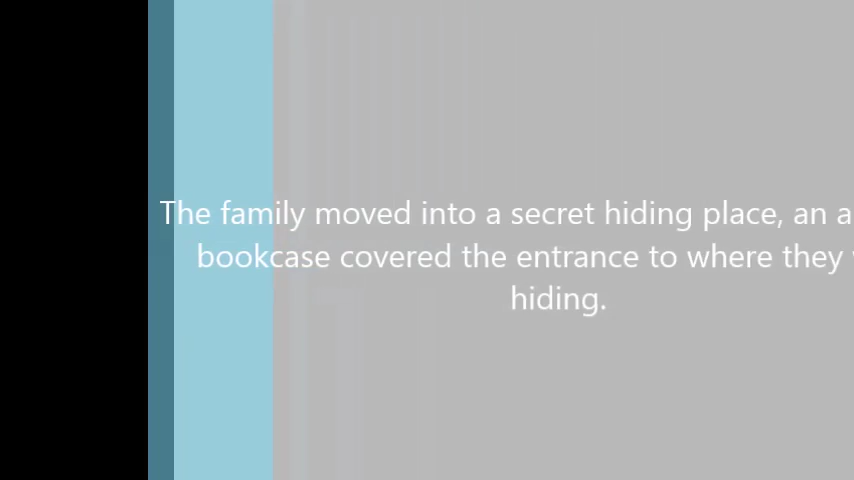 The family moved into a secret hiding place, an a
bookcase covered the entrance to where they
hiding.